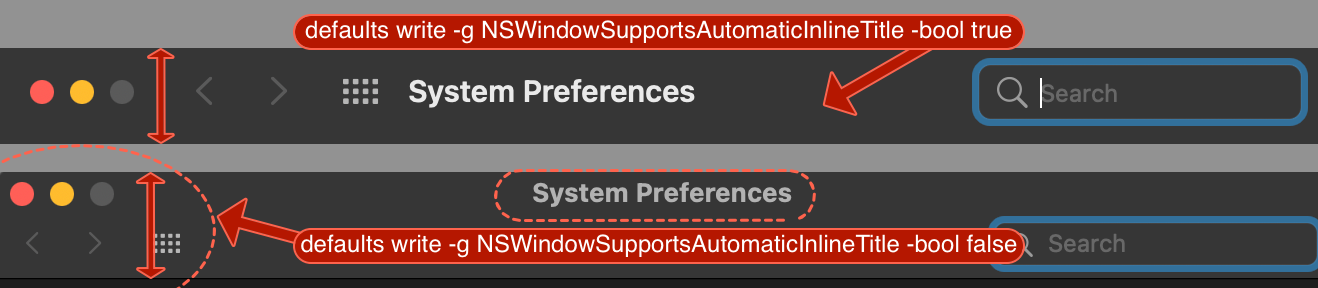 defaults write -g NSWindowSupportsAutomaticInlineTitle -bool true
System Preferences
Search
System Preferences
defaults write -g NSWindowSupportsAutomaticInlineTitle -bool false
Search